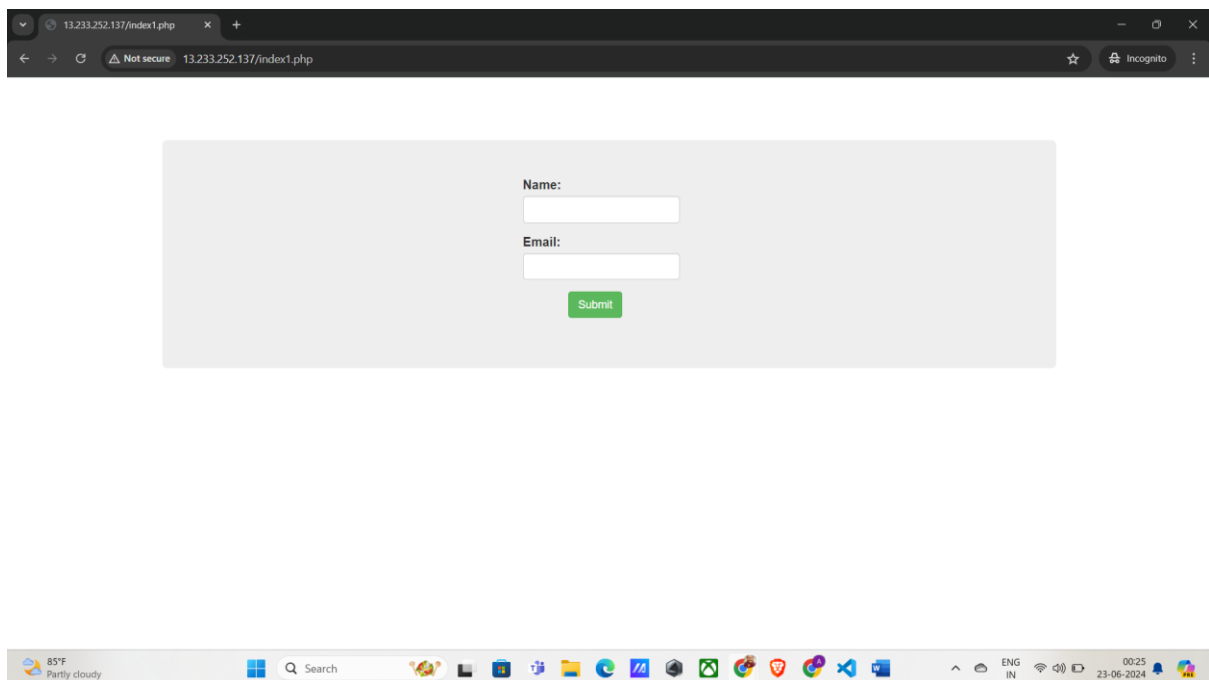 13.233.252.137/index1.php
Not secure 13.233.252.137/index1.php
Incognito
Name:
Email:
Submit
85°F
Partly cloudy
Search
ENG
IN
00:25
23-06-2024